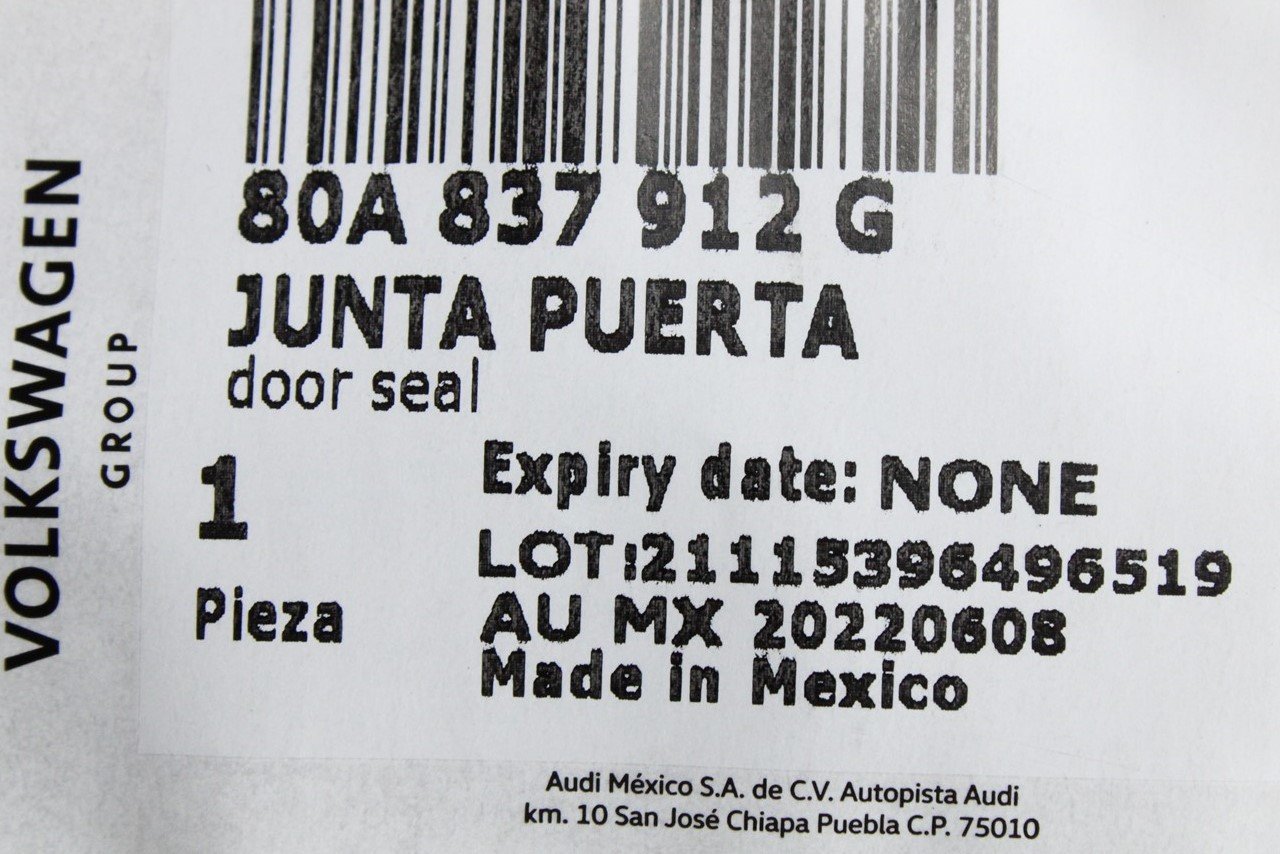 VOLKSWAGEN
GROUP
80A 837 912 G
JUNTA PUERTA
door seal
1
Pieza
Expiry date: NONE
LOT:21115396496519
AU MX 20220608
Made in Mexico
Audi México S.A. de C.V. Autopista Audi
km. 10 San José Chiapa Puebla C.P. 75010